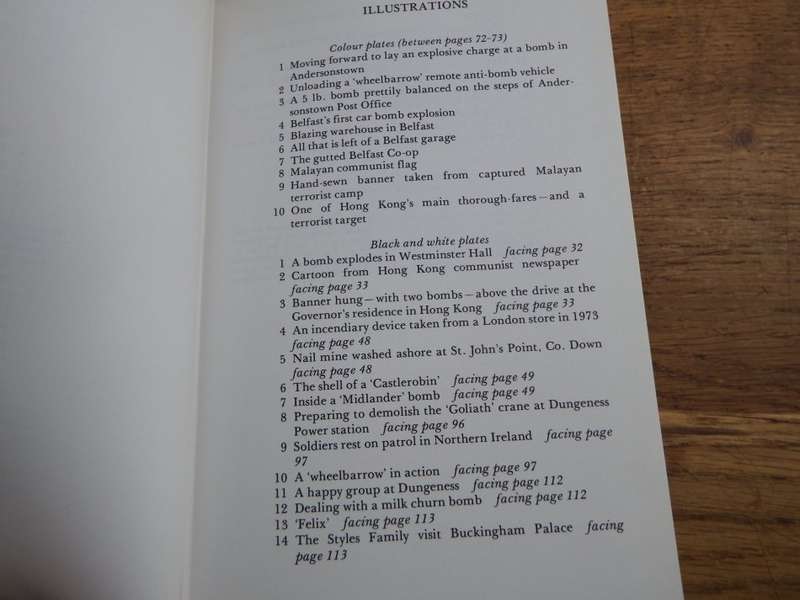 ILLUSTRATIONS
Colour plates (between pages 72-73)
1 Moving forward to lay an explosive charge at a bomb in
Andersonstown
2 Unloading a ‘wheelbarrow’ remote anti-bomb vehicle
3 A 5 lb. bomb prettily balanced on the steps of Ander-
sonstown Post Office
4 Belfast's first car bomb explosion
5 Blazing warehouse in Belfast
6 All that is left of a Belfast garage
7 The gutted Belfast Co-op
8 Malayan communist flag
9 Hand-sewn banner taken from captured Malayan
terrorist camp
10 One of Hong Kong's main thorough-fares—and a
terrorist target
Black and white plates
1 A bomb explodes in Westminster Hall facing page 32
2 Cartoon from Hong Kong communist newspaper
facing page 33
3 Banner hung—with two bombs—above the drive at the
Governor's residence in Hong Kong facing page 33
4 An incendiary device taken from a London store in 1973
facing page 48
5 Nail mine washed ashore at St. John's Point, Co. Down
facing page 48
6 The shell of a ‘Castlerobin’ facing page 49
7 Inside a ‘Midlander’ bomb facing page 49
8 Preparing to demolish the ‘Goliath’ crane at Dungeness
Power station facing page 96
9 Soldiers rest on patrol in Northern Ireland facing page
97
10 A ‘wheelbarrow’ in action facing page 97
11 A happy group at Dungeness facing page 112
12 Dealing with a milk churn bomb facing page 112
13 ‘Felix’ facing page 113
14 The Styles Family visit Buckingham Palace facing
page 113